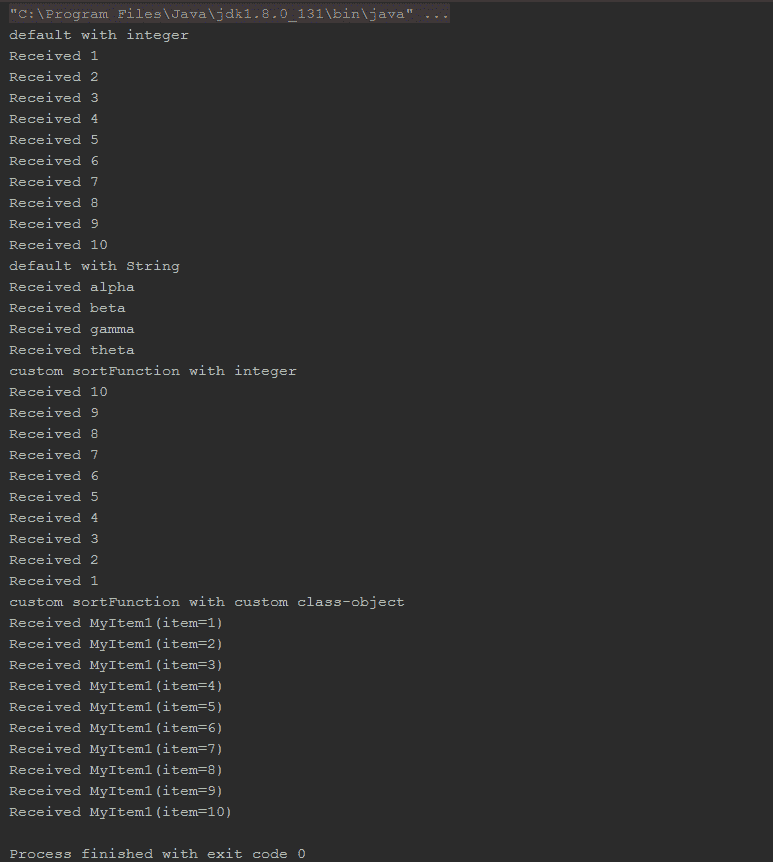 "C:\Program Files\Java\jdk1.8.0_131\bin\java" ...
default with integer
Received 1
Received 2
Received 3
Received 4
Received 5
Received 6
Received 7
Received 8
Received 9
Received 10
default with String
Received alpha
Received beta
Received gamma
Received theta
custom sortFunction with integer
Received 10
Received 9
Received 8
Received 7
Received 6
Received 5
Received 4
Received 3
Received 2
Received 1
custom sortFunction with custom class-object
Received MyItem1(item=1)
Received MyItem1(item=2)
Received MyItem1(item=3)
Received MyItem1(item=4)
Received MyItem1(item=5)
Received MyItem1(item=6)
Received MyItem1(item=7)
Received MyItem1(item=8)
Received MyItem1(item=9)
Received MyItem1(item=10)
Process finished with exit code 0